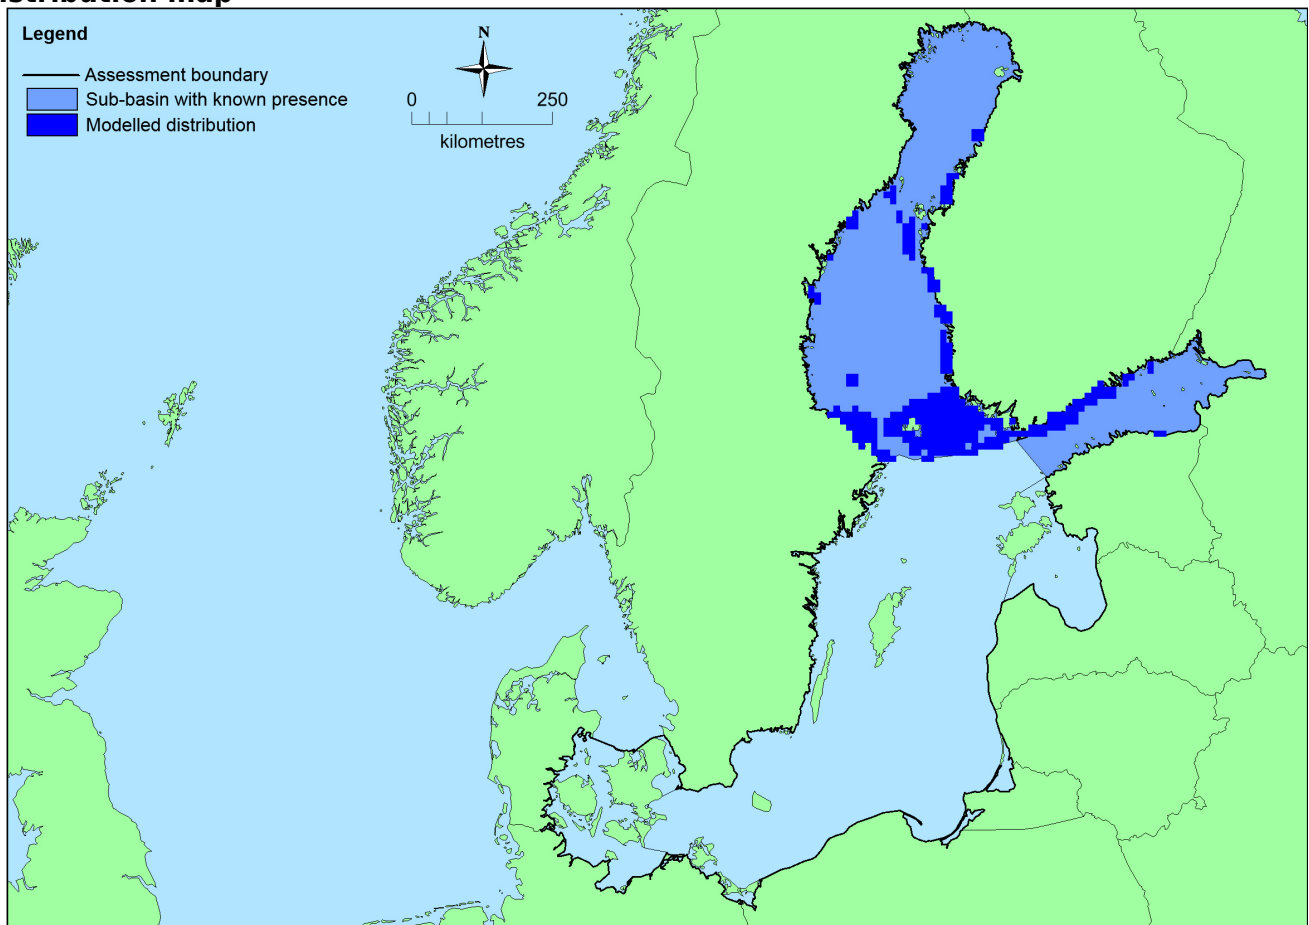 Legend
Assessment boundary
Sub-basin with known presence
Modelled distribution
N
0 250
kilometres